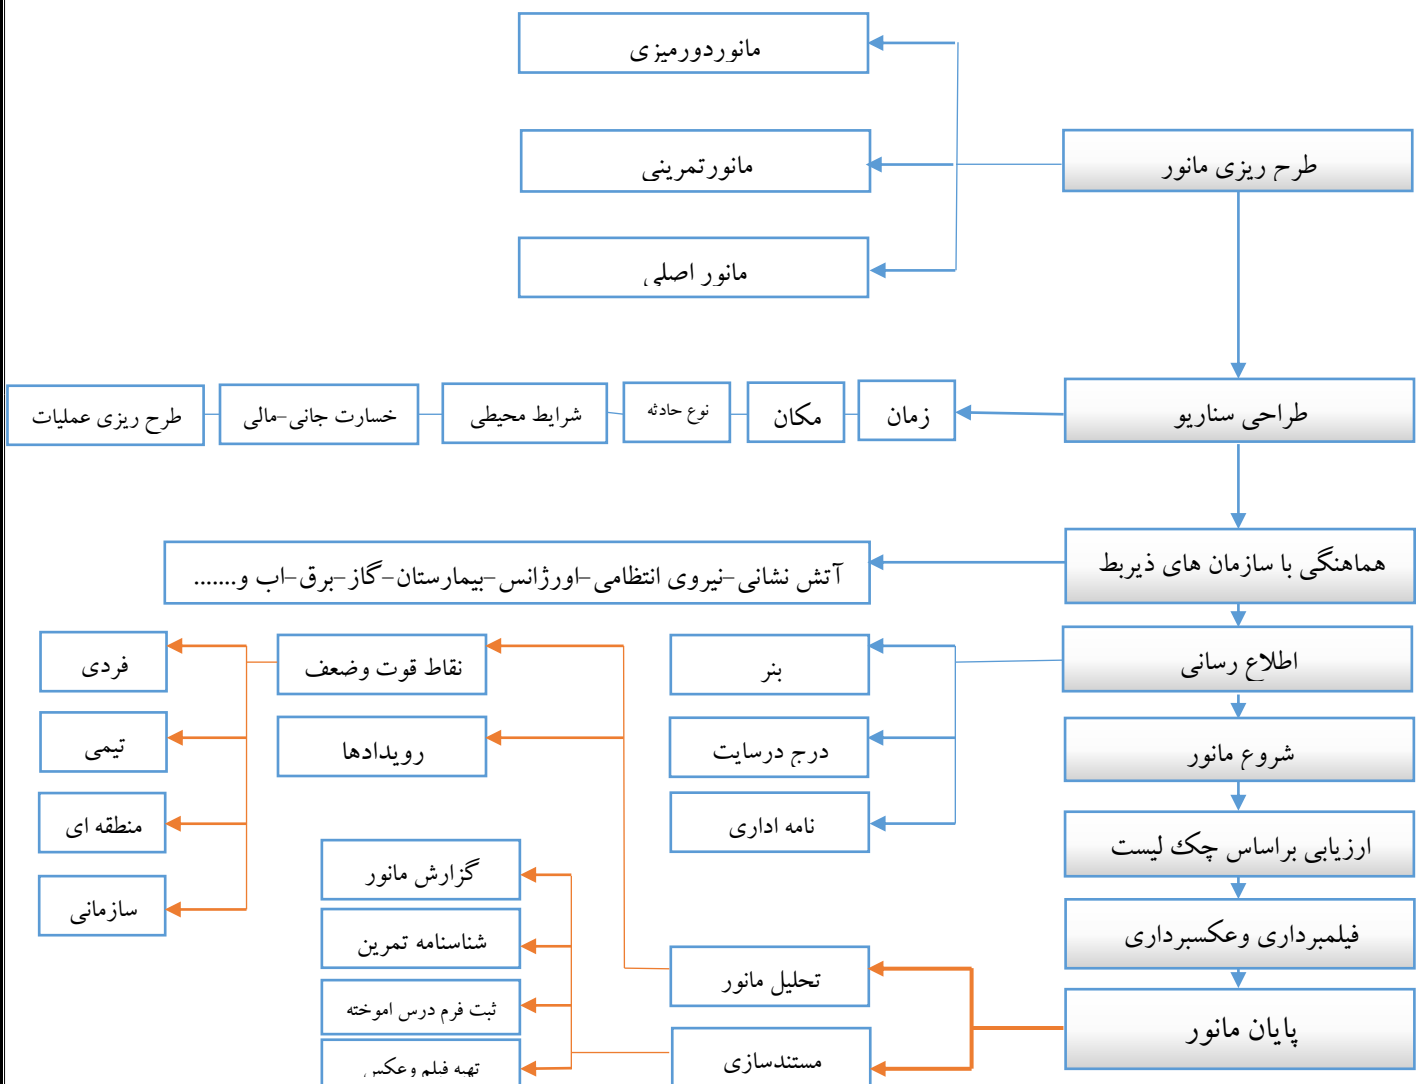 مانوردورمیزی
طرح ریزی مانور
مانورتمرینی
مانور اصلی
طراحی سناریو
زمان
مکان
نوع حادثه
شرایط محیطی
خسارت جانی-مالی
طرح ریزی عملیات
هماهنگی با سازمان های ذیربط
آتش نشانی-نیروی انتظامی-اورژانس-بیمارستان-گاز-برق-اب و.......
اطلاع رسانی
بنر
درج درسایت
نامه اداری
نقاط قوت وضعف
رویدادها
فردی
تیمی
منطقه ای
سازمانی
شروع مانور
ارزیابی براساس چک لیست
فیلمبرداری وعکسبرداری
پایان مانور
تحلیل مانور
مستندسازی
گزارش مانور
شناسنامه تمرین
ثبت فرم درس اموخته
تهیه فیلم وعکس